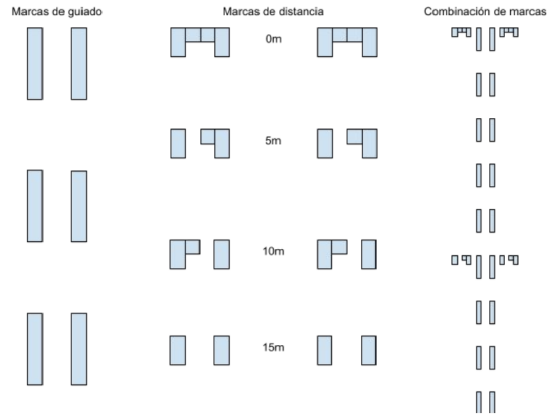 Marcas de guiado
Marcas de distancia
Combinación de marcas
0m
5m
10m
15m